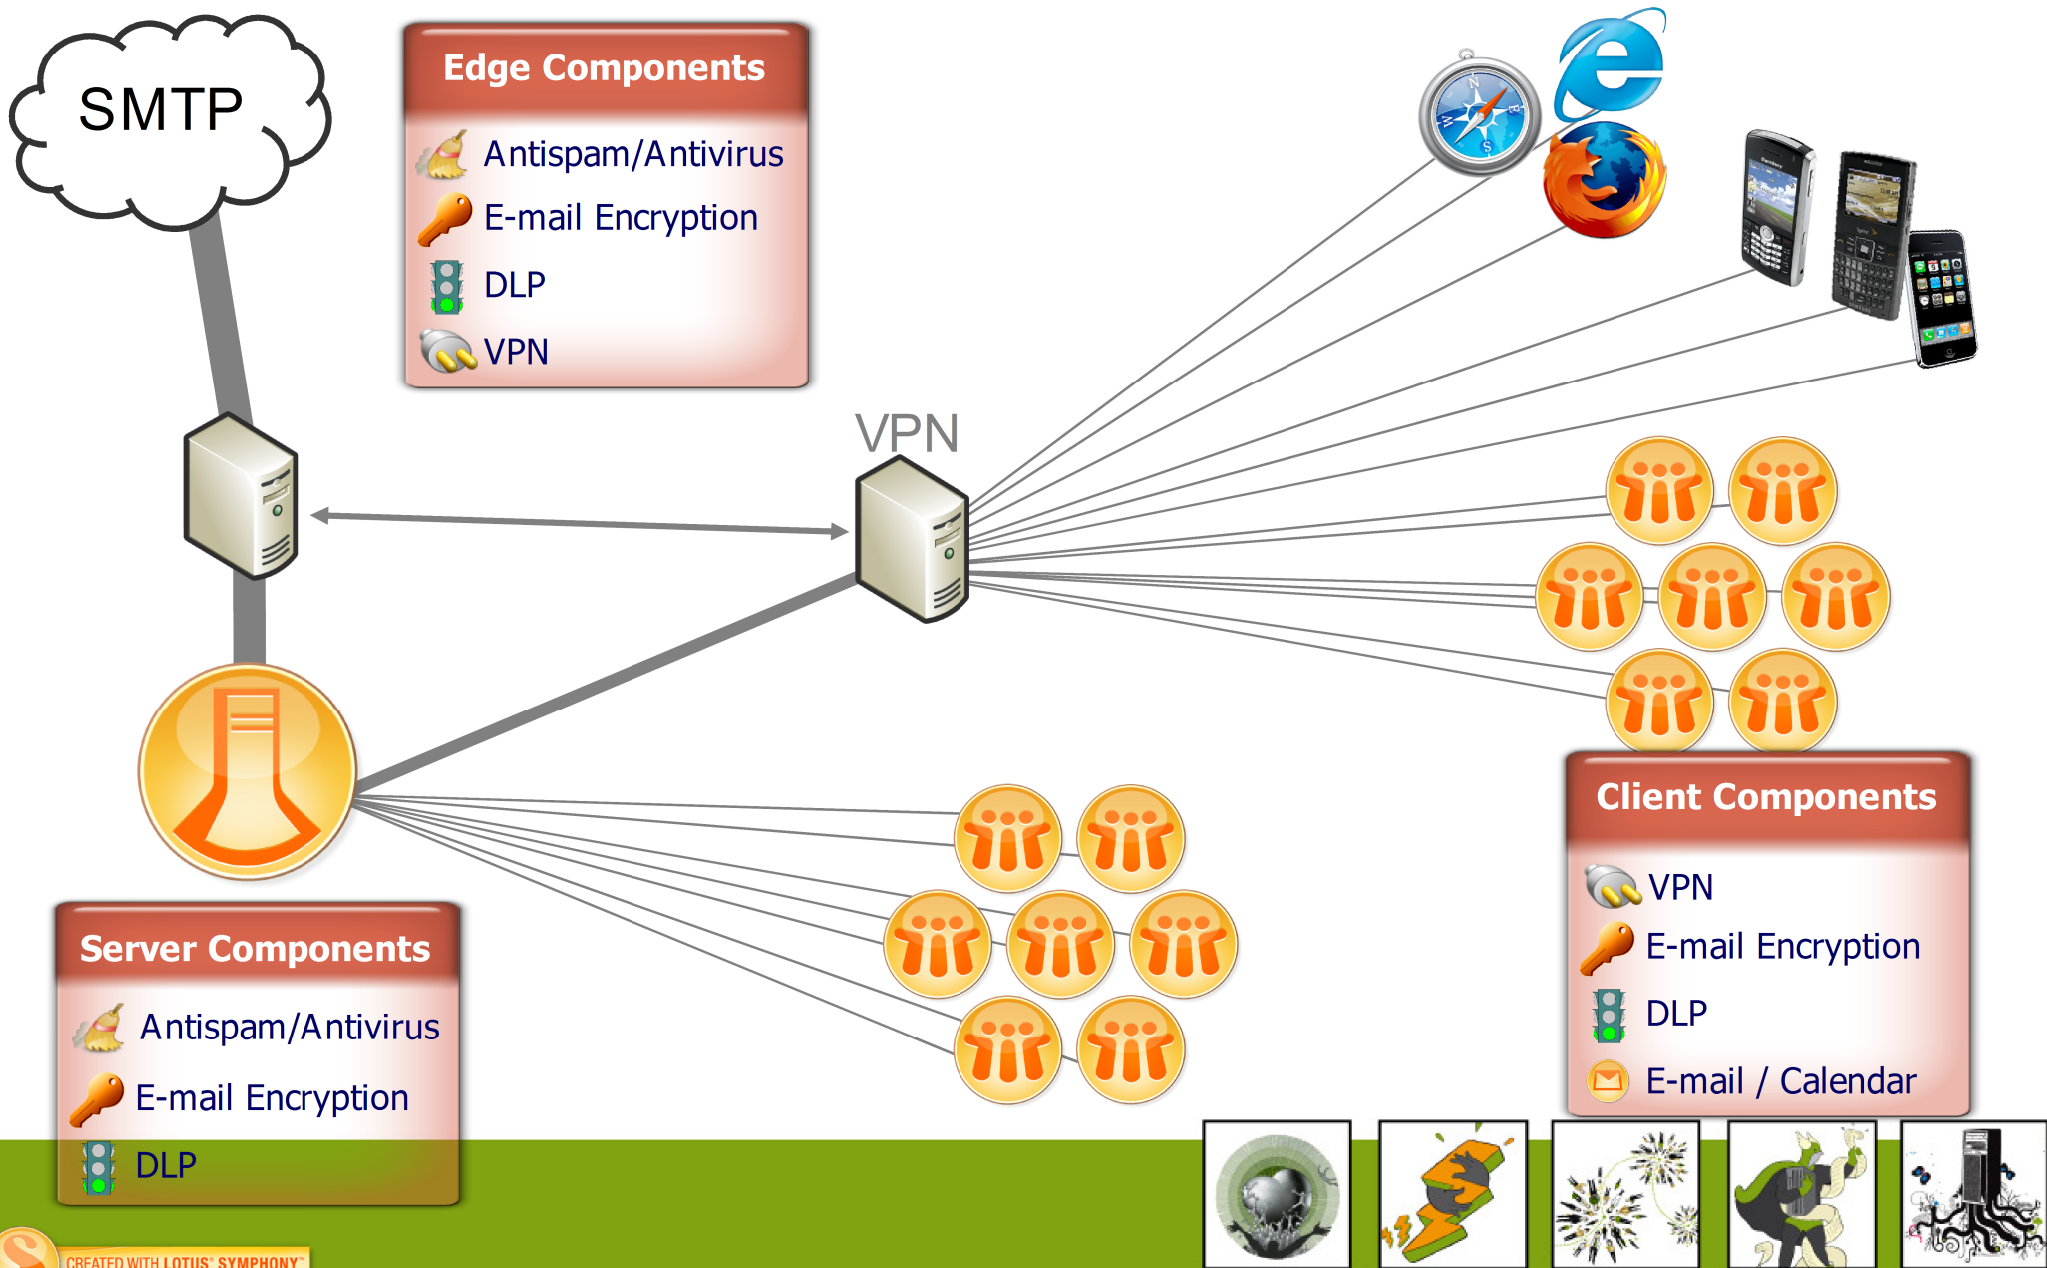 SMTP
Edge Components
Antispam/Antivirus
E-mail Encryption
DLP
VPN
VPN
Server Components
Antispam/Antivirus
E-mail Encryption
DLP
Client Components
VPN
E-mail Encryption
DLP
E-mail / Calendar
CREATED WITH LOTUS® SYMPHONY™